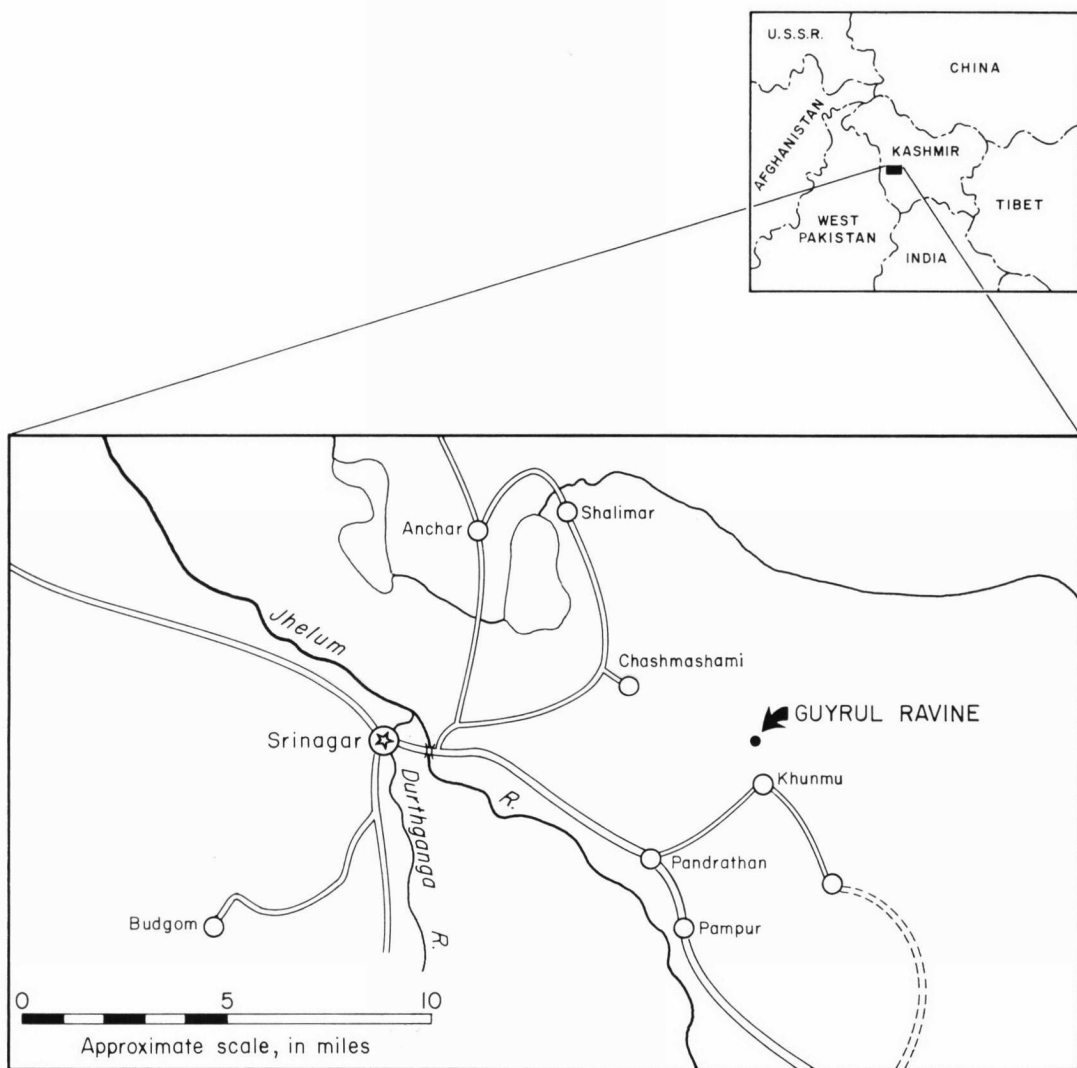 U.S.S.R.
CHINA
AFGHANISTAN
KASHMIR
TIBET
WEST
PAKISTAN
INDIA
Anchar
Shalimar
Jhelum
Chashmashami
GUYRUL RAVINE
Srinagar
Khunmu
R.
Durthganga
R.
Pandrathan
Budgom
Pampur
0 5 10
Approximate scale, in miles